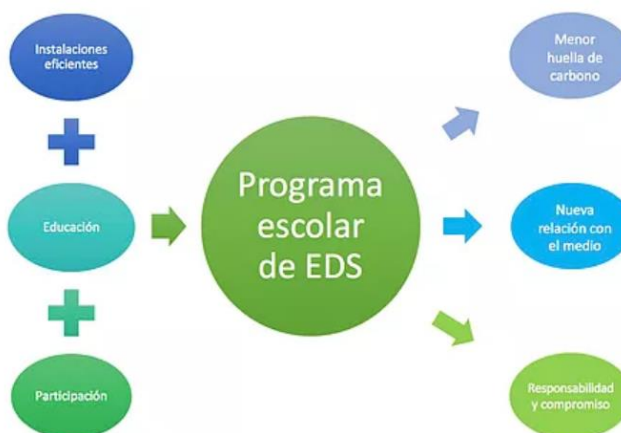 Instalaciones
eficientes
Educación
Participación
Programa
escolar
de EDS
Menor
huella de
carbono
Nueva
relación con
el medio
Responsabilidad
y compromiso